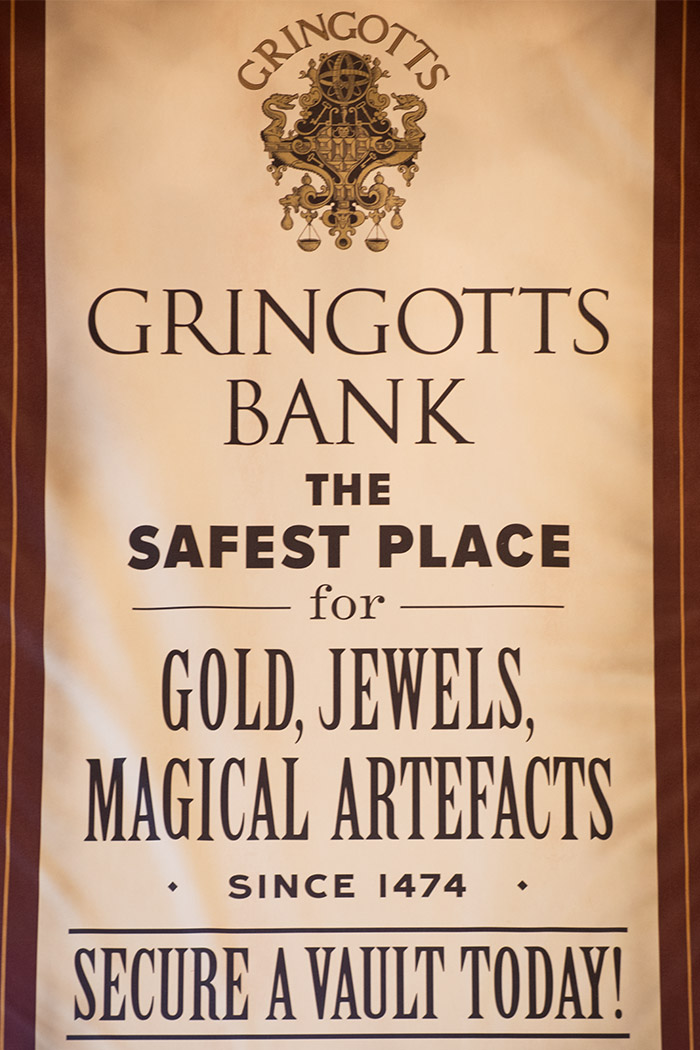 GRINGOTTS
GRINGOTTS
BANK
THE
SAFEST PLACE
for
GOLD, JEWELS,
MAGICAL ARTEFACTS
· SINCE 1474 ·
SECURE A VAULT TODAY!